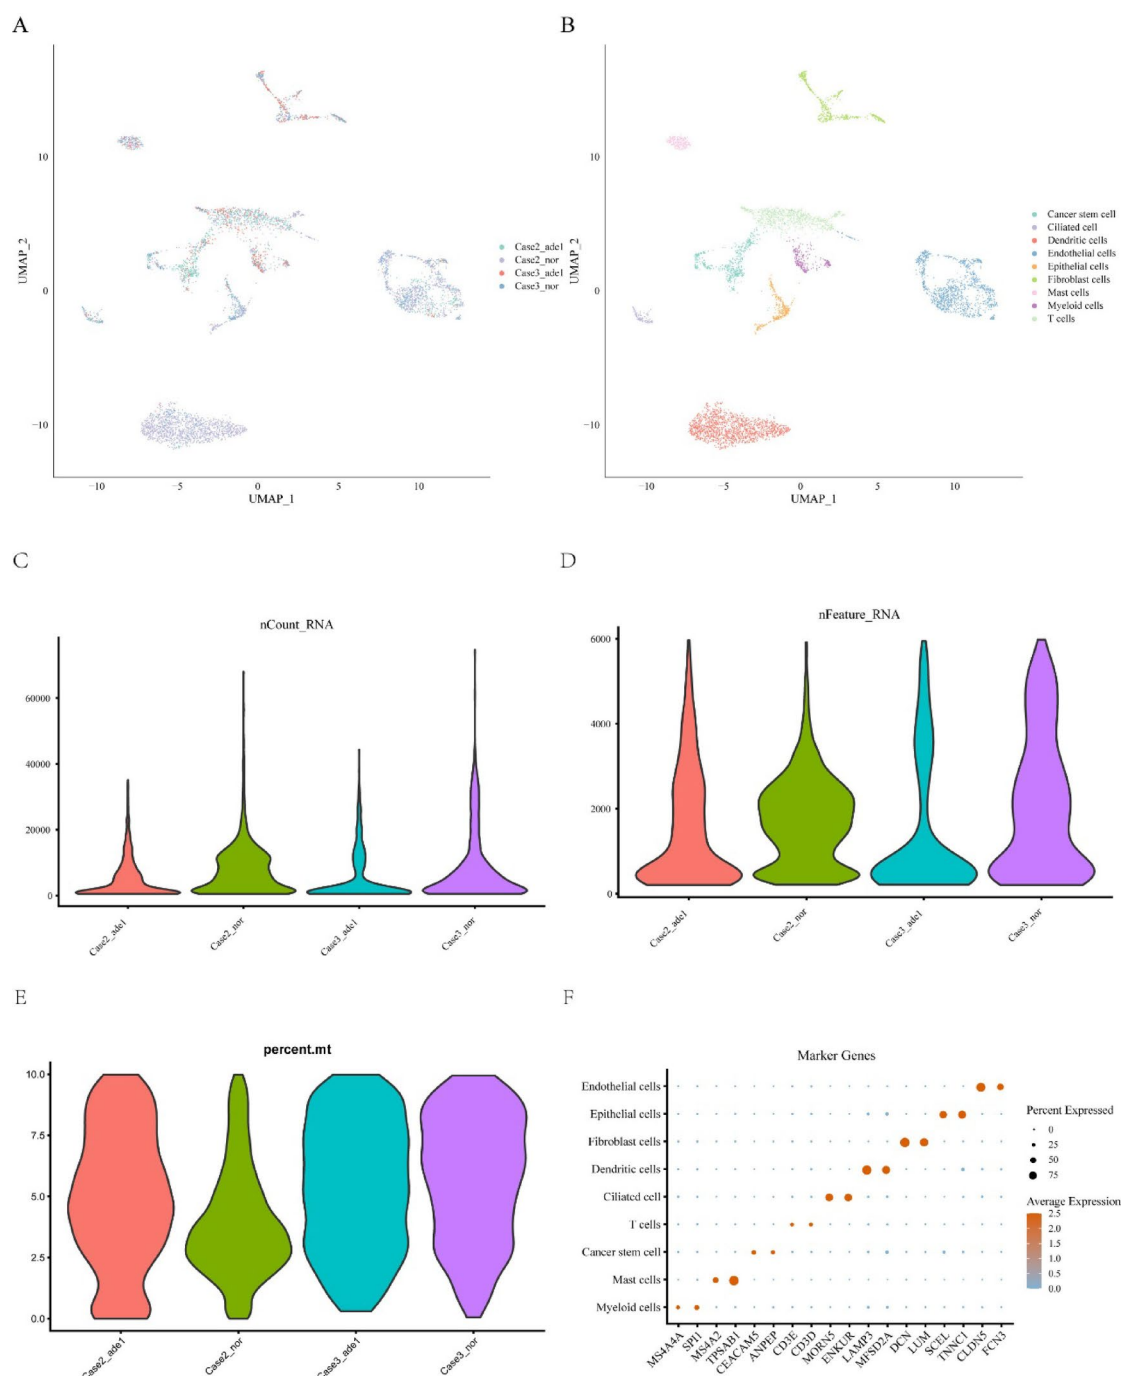 A
B
10
0
−10
UMAP_2
−10
−5
0
5
10
UMAP_1
Case2_ade1
Case2_nor
Case3_ade1
Case3_nor
10
0
−10
UMAP_2
−10
−5
0
5
10
UMAP_1
Cancer stem cell
Ciliated cell
Dendritic cells
Endothelial cells
Epithelial cells
Fibroblast cells
Mast cells
Myeloid cells
T cells
C
D
nCount_RNA
60000
40000
20000
0
Case2_ade1
Case2_nor
Case3_ade1
Case3_nor
nFeature_RNA
6000
4000
2000
0
Case2_ade1
Case2_nor
Case3_ade1
Case3_nor
E
F
percent.mt
10.0
7.5
5.0
2.5
0.0
Case2_ade1
Case2_nor
Case3_ade1
Case3_nor
Marker Genes
Endothelial cells
Epithelial cells
Fibroblast cells
Dendritic cells
Ciliated cell
T cells
Cancer stem cell
Mast cells
Myeloid cells
MS4A4A
SPI1
MS4A2
TPSAB1
CEACAM5
ANPEP
CD3E
CD3D
MORN5
ENKUR
LAMP3
MFSD2A
DCN
LUM
SCEL
TNNC1
CLDN5
FCN3
Percent Expressed
0
25
50
75
Average Expression
2.5
2.0
1.5
1.0
0.5
0.0